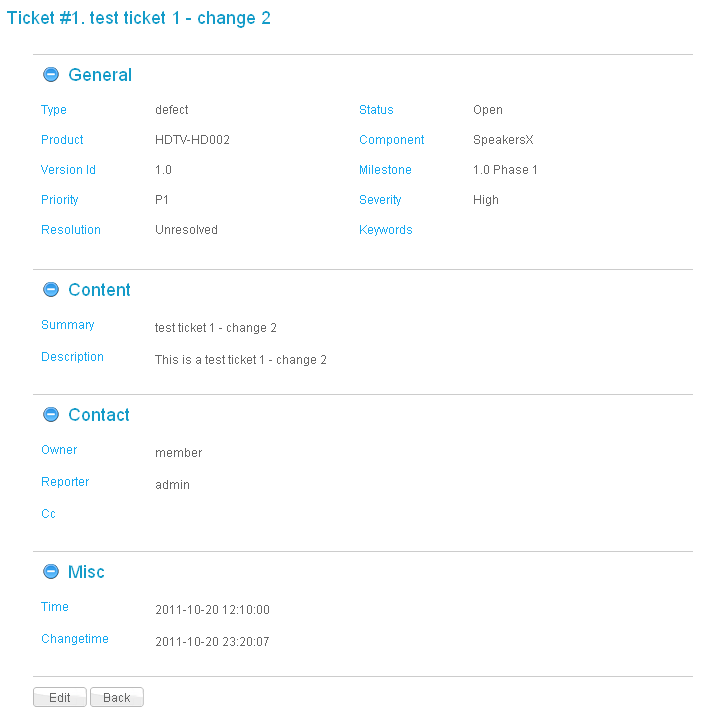 Ticket #1. test ticket 1 - change 2
General
Type defect Status Open
Product HDTV-HD002 Component SpeakersX
Version Id 1.0 Milestone 1.0 Phase 1
Priority P1 Severity High
Resolution Unresolved Keywords
Content
Summary test ticket 1 - change 2
Description This is a test ticket 1 - change 2
Contact
Owner member
Reporter admin
Cc
Misc
Time 2011-10-20 12:10:00
Changetime 2011-10-20 23:20:07
Edit Back